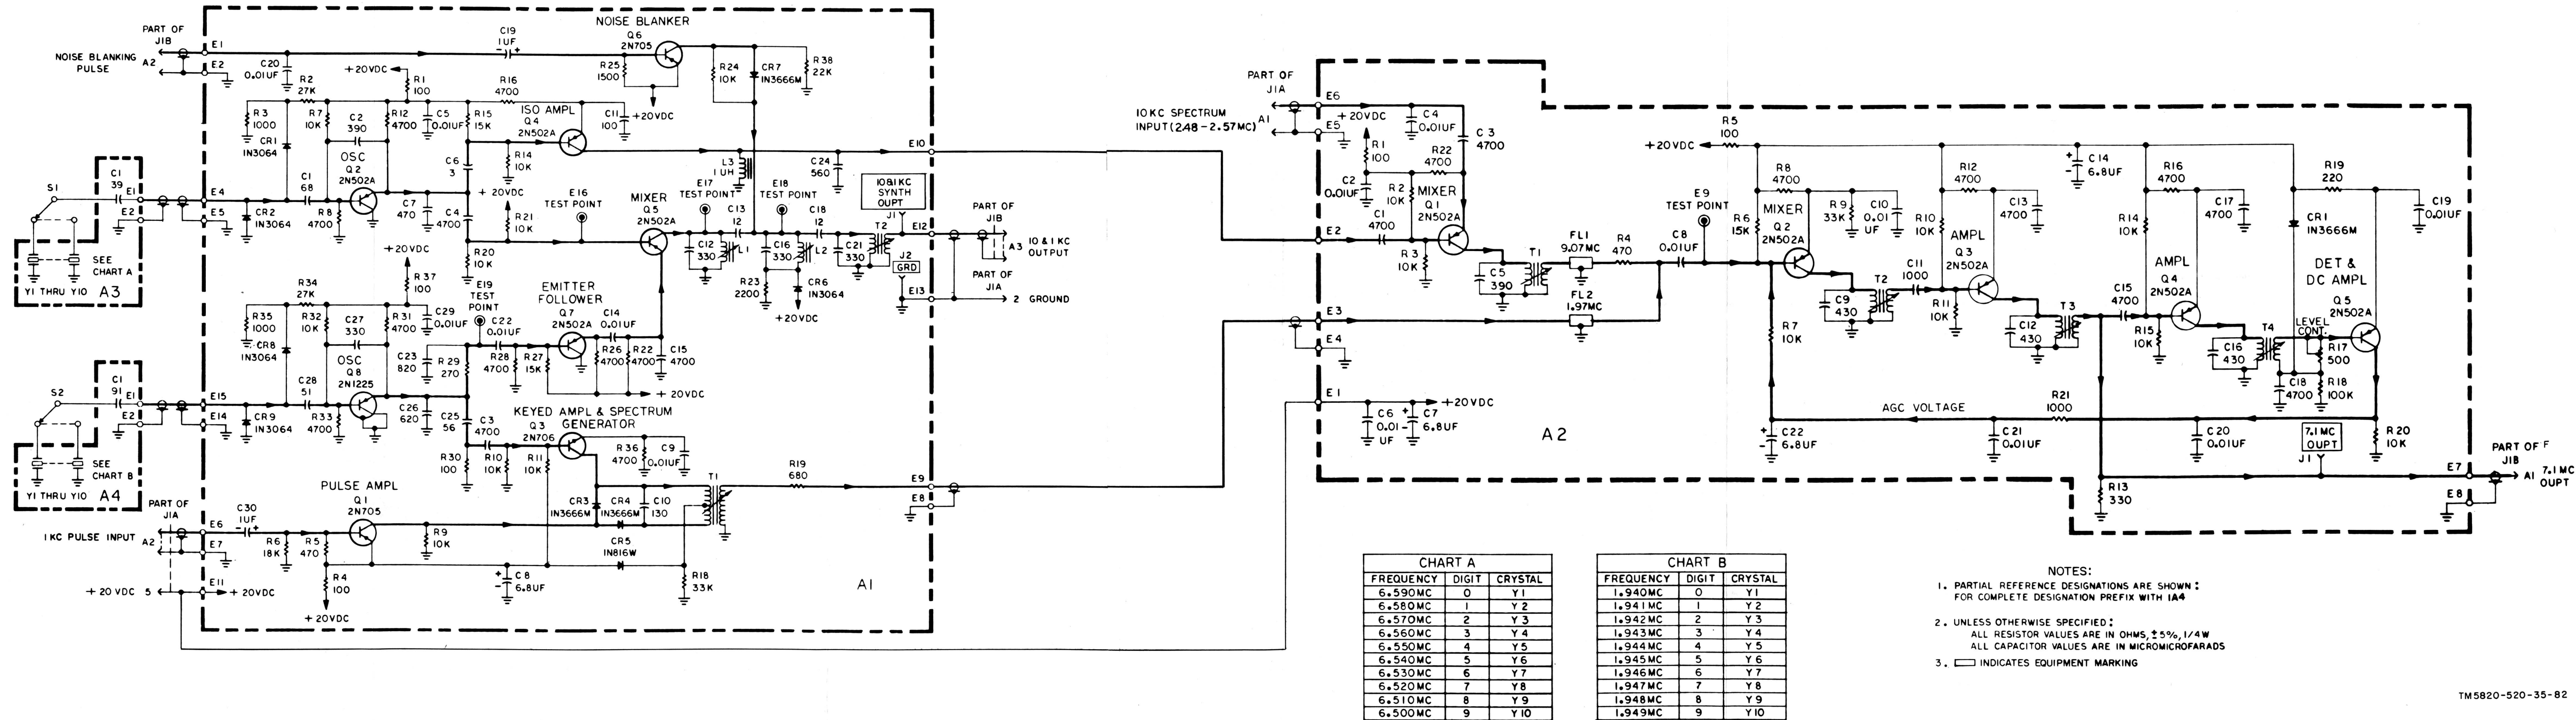 NOISE BLANKER
Q6
2N705
PART OF
J1B
NOISE BLANKING
PULSE
A2
E1
E2
C20
0.01UF
C19
1UF
- +
R25
1500
R24
10K
CR7
IN3666M
R38
22K
+20VDC
R1
100
R16
4700
R2
27K
R3
1000
R7
10K
C2
390
R12
4700
C5
0.01UF
R15
15K
ISO AMPL
Q4
2N502A
C11
100
+20VDC
CR1
IN3064
OSC
Q2
2N502A
C6
3
R14
10K
L3
1 UH
C24
560
E10
S1
C1
39
E1
E2
E4
E5
C1
68
CR2
IN3064
R8
4700
C7
470
C4
4700
+ 20VDC
R21
10K
E16
TEST POINT
MIXER
Q5
2N502A
E17
TEST POINT
E18
TEST POINT
C13
12
C18
12
10&1KC
SYNTH
OUPT
J1
T2
E12
PART OF
J1B
A3
10 & 1 KC
OUTPUT
SEE
CHART A
Y1 THRU Y10
A3
R20
10K
C12
330
L1
C16
330
L2
C21
330
J2
GRD
PART OF
J1A
2 GROUND
E13
R23
2200
CR6
IN3064
+20VDC
+20VDC
R34
27K
R37
100
R35
1000
R32
10K
C27
330
R31
4700
C29
0.01UF
E19
TEST
POINT
C22
0.01UF
EMITTER
FOLLOWER
Q7
2N502A
C14
0.01UF
CR8
IN3064
OSC
Q8
2N1225
C23
820
R29
270
R28
4700
R27
15K
R26
4700
R22
4700
C15
4700
S2
C1
91
E1
E2
E15
E14
C28
51
CR9
IN3064
R33
4700
C26
620
C25
56
+ 20VDC
KEYED AMPL & SPECTRUM
GENERATOR
C3
4700
Q3
2N706
SEE
CHART B
Y1 THRU Y10
A4
R30
100
R10
10K
R11
10K
R36
4700
C9
0.01UF
PULSE AMPL
Q1
2N705
CR3
IN3666M
CR4
IN3666M
C10
130
T1
R19
680
E9
E8
PART OF
J1A
1 KC PULSE INPUT
A2
E6
E7
C30
1UF
- +
R6
18K
R5
470
R9
10K
CR5
IN816W
R4
100
+
-
C8
6.8UF
R18
33K
A1
+ 20 VDC 5
E11
+ 20VDC
+ 20VDC
PART OF
J1A
10KC SPECTRUM
INPUT (2.48-2.57MC)
A1
E6
E5
+20VDC
C4
0.01UF
C3
4700
R1
100
R22
4700
C2
0.01UF
R2
10K
MIXER
Q1
2N502A
C1
4700
E2
R3
10K
C5
390
T1
FL1
9.07MC
R4
470
FL2
1.97MC
C8
0.01UF
E9
TEST POINT
E3
E4
E1
C6
0.01
UF
+
-
C7
6.8UF
+20VDC
A2
R5
100
+20VDC
R8
4700
R6
15K
MIXER
Q2
2N502A
R9
33K
C10
0.01
UF
R7
10K
C9
430
T2
C11
1000
R12
4700
R10
10K
AMPL
Q3
2N502A
C13
4700
R11
10K
C12
430
T3
+
-
C14
6.8UF
R16
4700
R14
10K
C17
4700
C15
4700
AMPL
Q4
2N502A
R15
10K
C16
430
T4
R19
220
CR1
IN3666M
C19
0.01UF
DET &
DC AMPL
Q5
2N502A
LEVEL
CONT.
R17
500
C18
4700
R18
100K
AGC VOLTAGE
R21
1000
+
-
C22
6.8UF
C21
0.01UF
C20
0.01UF
7.1 MC
OUPT
J1
R20
10K
R13
330
E7
E8
PART OF F
J1B
A1
7.1 MC
OUPT
CHART A
FREQUENCY DIGIT CRYSTAL
6.590MC 0 Y1
6.580MC 1 Y2
6.570MC 2 Y3
6.560MC 3 Y4
6.550MC 4 Y5
6.540MC 5 Y6
6.530MC 6 Y7
6.520MC 7 Y8
6.510MC 8 Y9
6.500MC 9 Y10
CHART B
FREQUENCY DIGIT CRYSTAL
1.940MC 0 Y1
1.941MC 1 Y2
1.942MC 2 Y3
1.943MC 3 Y4
1.944MC 4 Y5
1.945MC 5 Y6
1.946MC 6 Y7
1.947MC 7 Y8
1.948MC 8 Y9
1.949MC 9 Y10
NOTES:
1. PARTIAL REFERENCE DESIGNATIONS ARE SHOWN:
FOR COMPLETE DESIGNATION PREFIX WITH 1A4
2. UNLESS OTHERWISE SPECIFIED:
ALL RESISTOR VALUES ARE IN OHMS, ±5%, 1/4W
ALL CAPACITOR VALUES ARE IN MICROMICROFARADS
3. INDICATES EQUIPMENT MARKING
TM5820-520-35-82